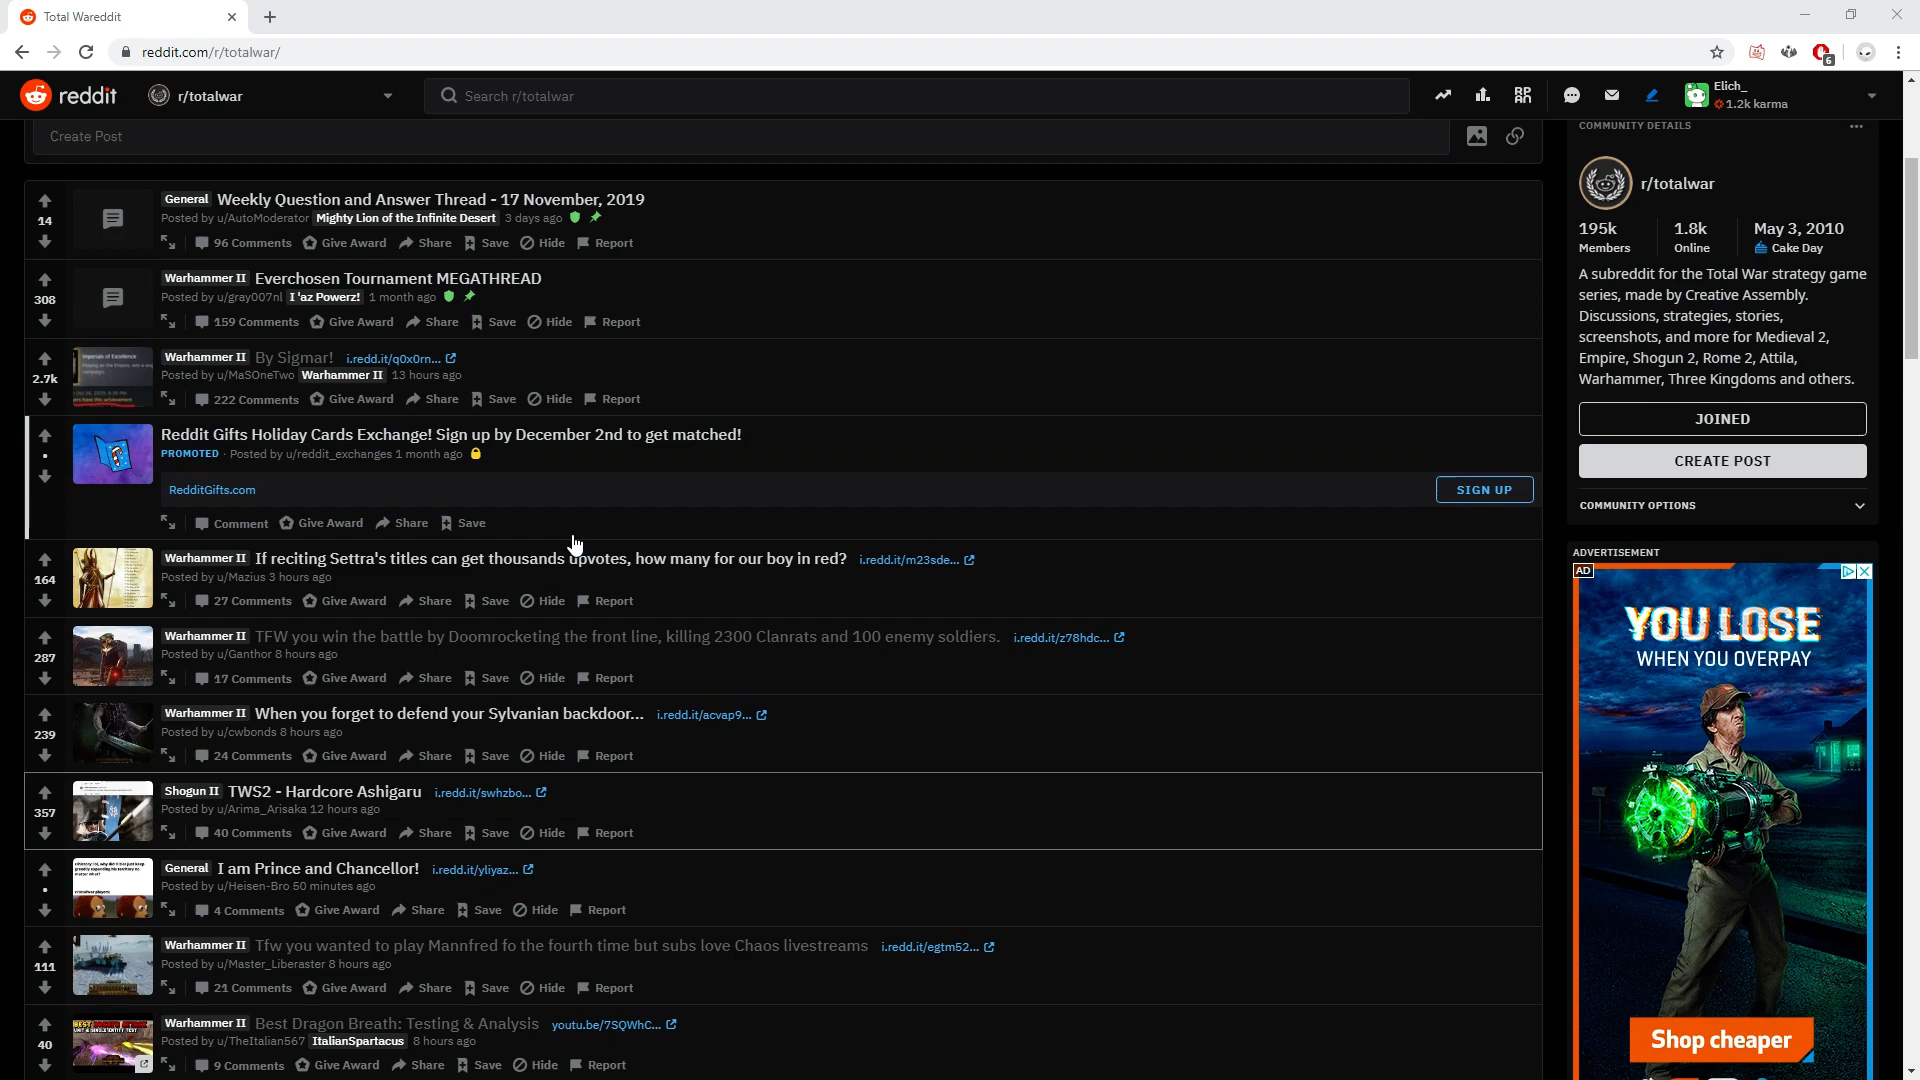 Total Wareddit
reddit.com/r/totalwar/
6
reddit
r/totalwar
Search r/totalwar
Elich_
1.2k karma
Create Post
14
General Weekly Question and Answer Thread - 17 November, 2019
Posted by u/AutoModerator Mighty Lion of the Infinite Desert 3 days ago
96 Comments Give Award Share Save Hide Report
308
Warhammer II Everchosen Tournament MEGATHREAD
Posted by u/gray007nl I 'az Powerz! 1 month ago
159 Comments Give Award Share Save Hide Report
2.7k
Warhammer II By Sigmar! i.redd.it/q0x0rn...
Posted by u/MaSOneTwo Warhammer II 13 hours ago
222 Comments Give Award Share Save Hide Report
Reddit Gifts Holiday Cards Exchange! Sign up by December 2nd to get matched!
PROMOTED · Posted by u/reddit_exchanges 1 month ago
RedditGifts.com
SIGN UP
Comment Give Award Share Save
164
Warhammer II If reciting Settra's titles can get thousands upvotes, how many for our boy in red? i.redd.it/m23sde...
Posted by u/Mazius 3 hours ago
27 Comments Give Award Share Save Hide Report
287
Warhammer II TFW you win the battle by Doomrocketing the front line, killing 2300 Clanrats and 100 enemy soldiers. i.redd.it/z78hdc...
Posted by u/Ganthor 8 hours ago
17 Comments Give Award Share Save Hide Report
239
Warhammer II When you forget to defend your Sylvanian backdoor... i.redd.it/acvap9...
Posted by u/cwbonds 8 hours ago
24 Comments Give Award Share Save Hide Report
357
Shogun II TWS2 - Hardcore Ashigaru i.redd.it/swhzbo...
Posted by u/Arima_Arisaka 12 hours ago
40 Comments Give Award Share Save Hide Report
General I am Prince and Chancellor! i.redd.it/yliyaz...
Posted by u/Heisen-Bro 50 minutes ago
4 Comments Give Award Share Save Hide Report
111
Warhammer II Tfw you wanted to play Mannfred fo the fourth time but subs love Chaos livestreams i.redd.it/egtm52...
Posted by u/Master_Liberaster 8 hours ago
21 Comments Give Award Share Save Hide Report
40
Warhammer II Best Dragon Breath: Testing & Analysis youtu.be/7SQWhC...
Posted by u/TheItalian567 ItalianSpartacus 8 hours ago
9 Comments Give Award Share Save Hide Report
COMMUNITY DETAILS
r/totalwar
195k 1.8k May 3, 2010
Members Online Cake Day
A subreddit for the Total War strategy game
series, made by Creative Assembly.
Discussions, strategies, stories,
screenshots, and more for Medieval 2,
Empire, Shogun 2, Rome 2, Attila,
Warhammer, Three Kingdoms and others.
JOINED
CREATE POST
COMMUNITY OPTIONS
ADVERTISEMENT
AD
YOU LOSE
WHEN YOU OVERPAY
Shop cheaper